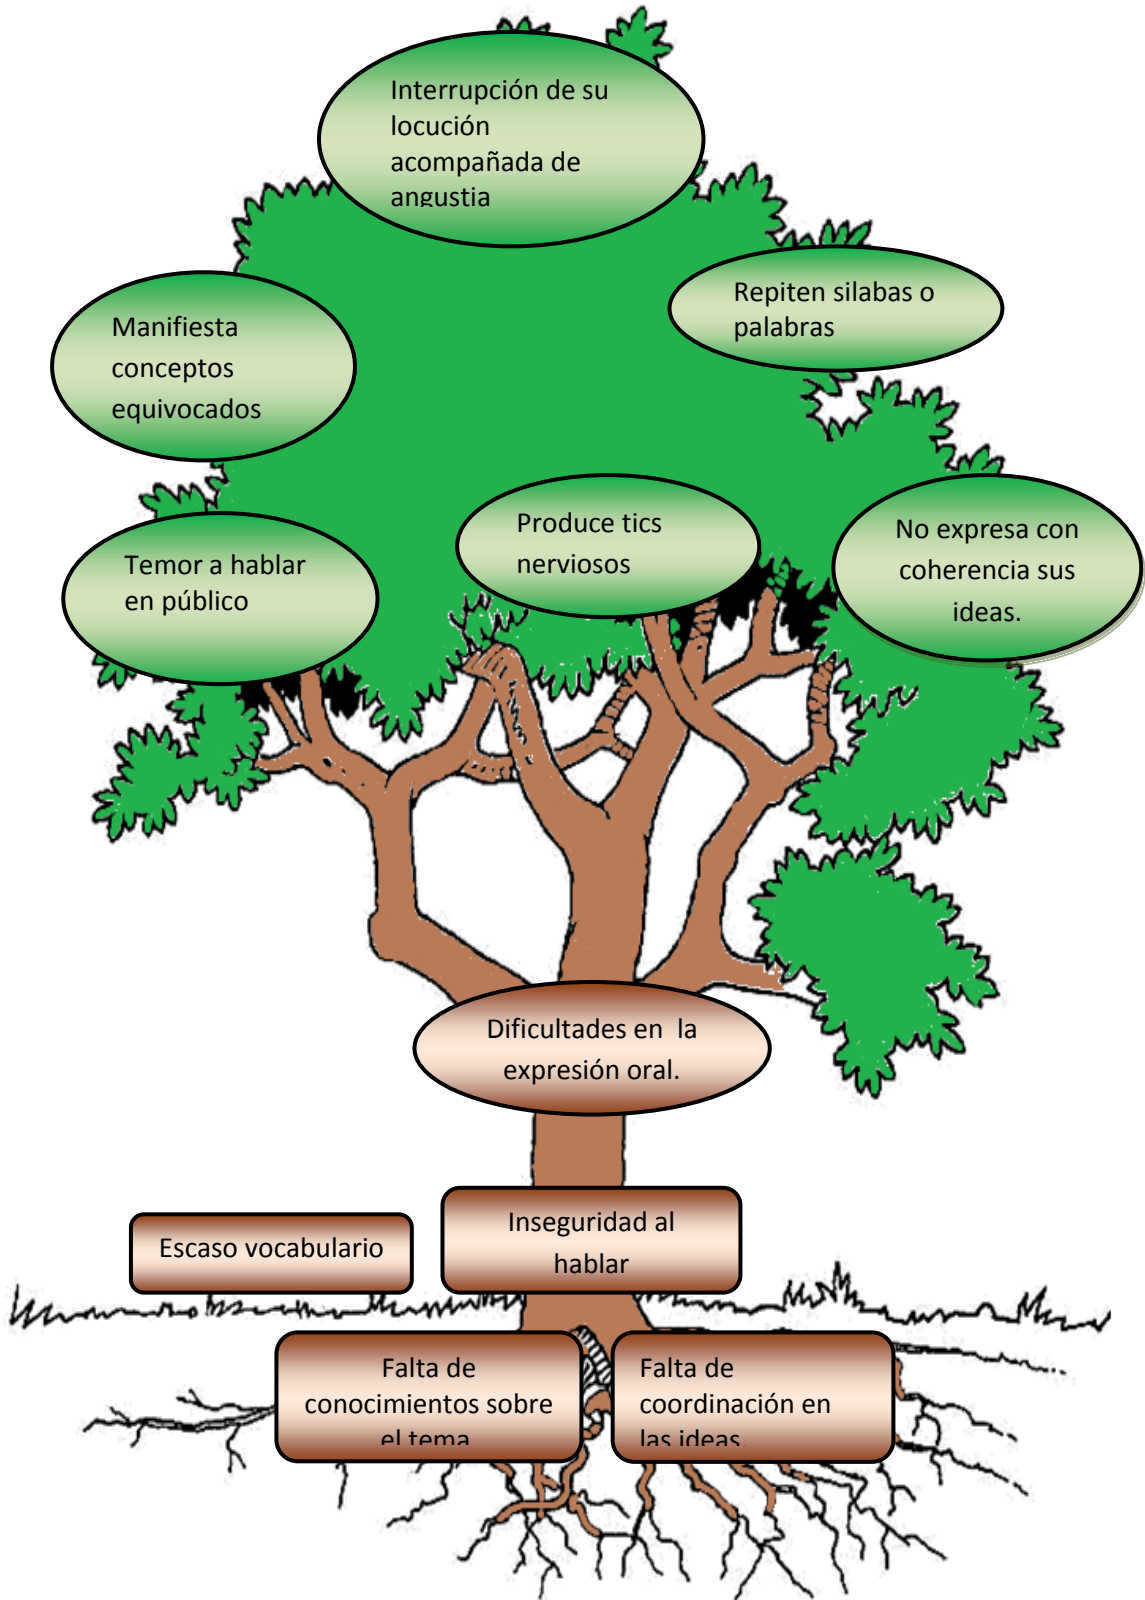 Interrupción de su
locución
acompañada de
angustia
Repiten silabas o
palabras
Manifiesta
conceptos
equivocados
Produce tics
nerviosos
No expresa con
coherencia sus
ideas.
Temor a hablar
en público
Dificultades en la
expresión oral.
Inseguridad al
hablar
Escaso vocabulario
Falta de
conocimientos sobre
el tema
Falta de
coordinación en
las ideas.